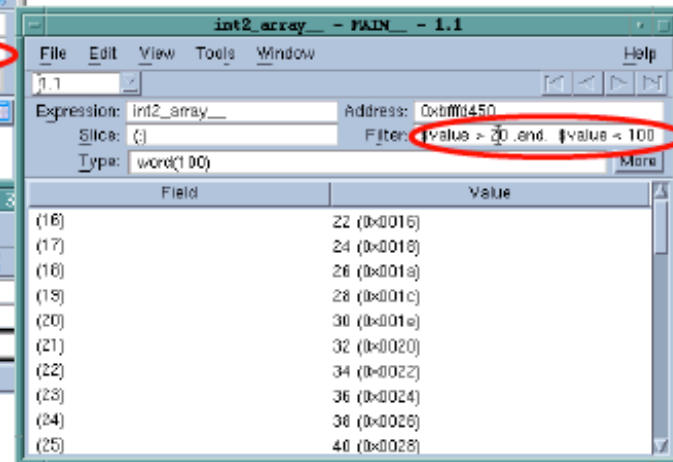 int2_array__ - MAIN__ - 1.1
File Edit View Tools Window Help
1.1
Expression: int2_array__ Address: 0xbfffd450
Slice: (:) Filter: $value > 20 .and. $value < 100
Type: word(100) More
Field Value
(16) 22 (0x0016)
(17) 24 (0x0018)
(18) 26 (0x001a)
(19) 28 (0x001c)
(20) 30 (0x001e)
(21) 32 (0x0020)
(22) 34 (0x0022)
(23) 36 (0x0024)
(24) 38 (0x0026)
(25) 40 (0x0028)
3